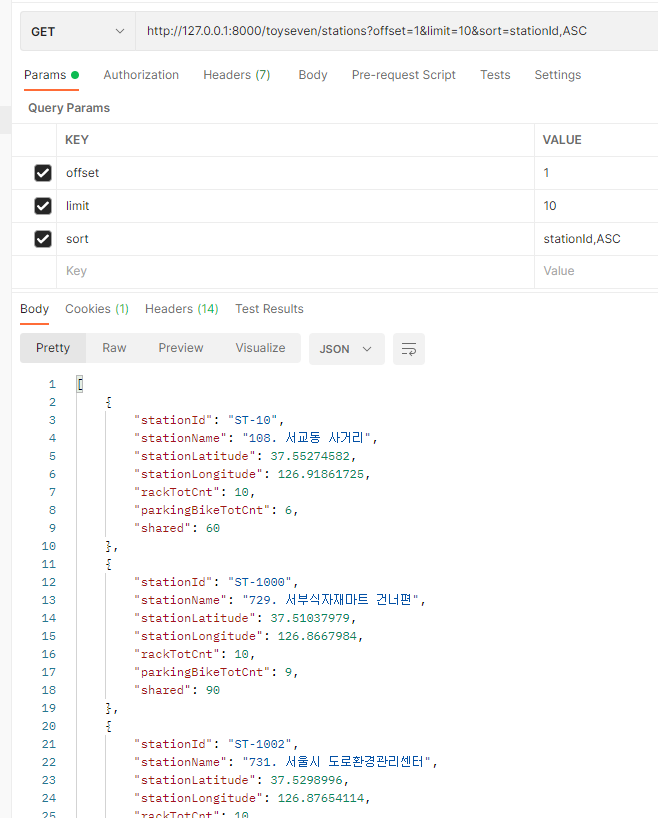 GET http://127.0.0.1:8000/toyseven/stations?offset=1&limit=10&sort=stationId,ASC
Params Authorization Headers (7) Body Pre-request Script Tests Settings
Query Params
KEY VALUE
offset 1
limit 10
sort stationId,ASC
Key Value
Body Cookies (1) Headers (14) Test Results
Pretty Raw Preview Visualize JSON
1 [
2 {
3 "stationId": "ST-10",
4 "stationName": "108. 서교동 사거리",
5 "stationLatitude": 37.55274582,
6 "stationLongitude": 126.91861725,
7 "rackTotCnt": 10,
8 "parkingBikeTotCnt": 6,
9 "shared": 60
10 },
11 {
12 "stationId": "ST-1000",
13 "stationName": "729. 서부식자재마트 건너편",
14 "stationLatitude": 37.51037979,
15 "stationLongitude": 126.8667984,
16 "rackTotCnt": 10,
17 "parkingBikeTotCnt": 9,
18 "shared": 90
19 },
20 {
21 "stationId": "ST-1002",
22 "stationName": "731. 서울시 도로환경관리센터",
23 "stationLatitude": 37.5298996,
24 "stationLongitude": 126.87654114,
25 "rackTotCnt": 10